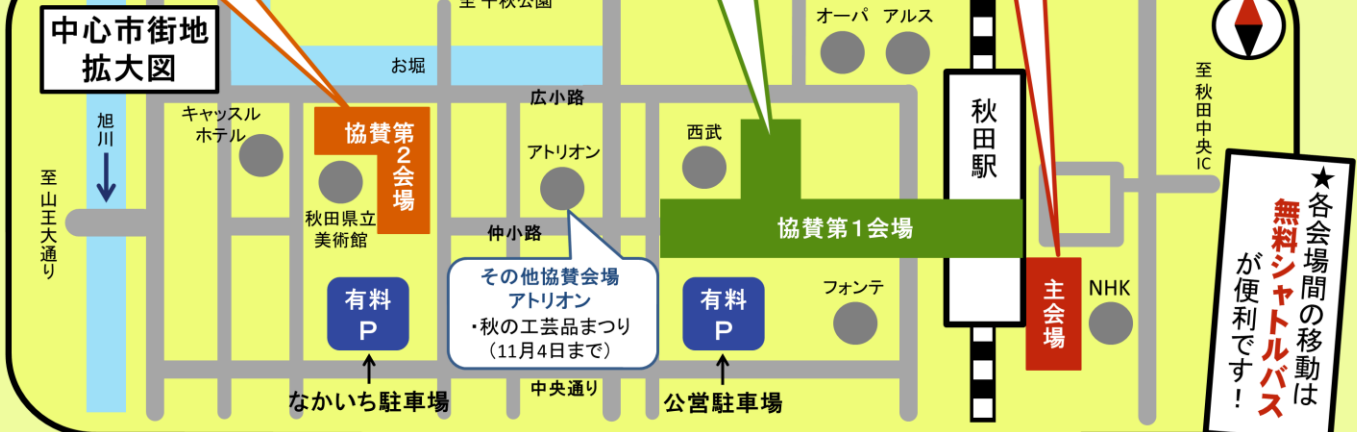 中心市街地
拡大図
至 千秋公園
オーパ
アルス
お堀
広小路
旭川
キャッスル
ホテル
協賛第
2会場
アトリオン
西武
秋田駅
至 秋田中央IC
至 山王大通り
秋田県立
美術館
仲小路
協賛第1会場
その他協賛会場
アトリオン
・秋の工芸品まつり
（11月4日まで）
有料
P
有料
P
フォンテ
主会場
NHK
★各会場間の移動は
無料シャトルバス
が便利です！
中央通り
なかいち駐車場
公営駐車場